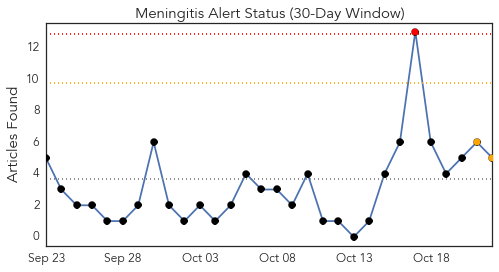 Meningitis Alert Status (30-Day Window)
Articles Found
12
10
8
6
4
2
0
Sep 23
Sep 28
Oct 03
Oct 08
Oct 13
Oct 18